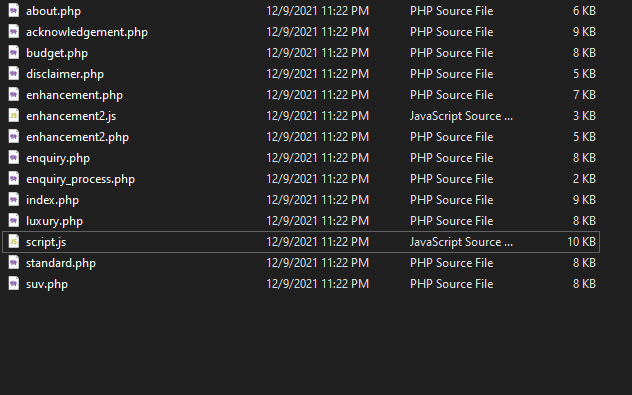 about.php 12/9/2021 11:22 PM PHP Source File 6 KB
acknowledgement.php 12/9/2021 11:22 PM PHP Source File 9 KB
budget.php 12/9/2021 11:22 PM PHP Source File 8 KB
disclaimer.php 12/9/2021 11:22 PM PHP Source File 5 KB
enhancement.php 12/9/2021 11:22 PM PHP Source File 7 KB
JS enhancement2.js 12/9/2021 11:22 PM JavaScript Source ... 3 KB
enhancement2.php 12/9/2021 11:22 PM PHP Source File 5 KB
enquiry.php 12/9/2021 11:22 PM PHP Source File 8 KB
enquiry_process.php 12/9/2021 11:22 PM PHP Source File 2 KB
index.php 12/9/2021 11:22 PM PHP Source File 9 KB
luxury.php 12/9/2021 11:22 PM PHP Source File 8 KB
JS script.js 12/9/2021 11:22 PM JavaScript Source ... 10 KB
standard.php 12/9/2021 11:22 PM PHP Source File 8 KB
suv.php 12/9/2021 11:22 PM PHP Source File 8 KB